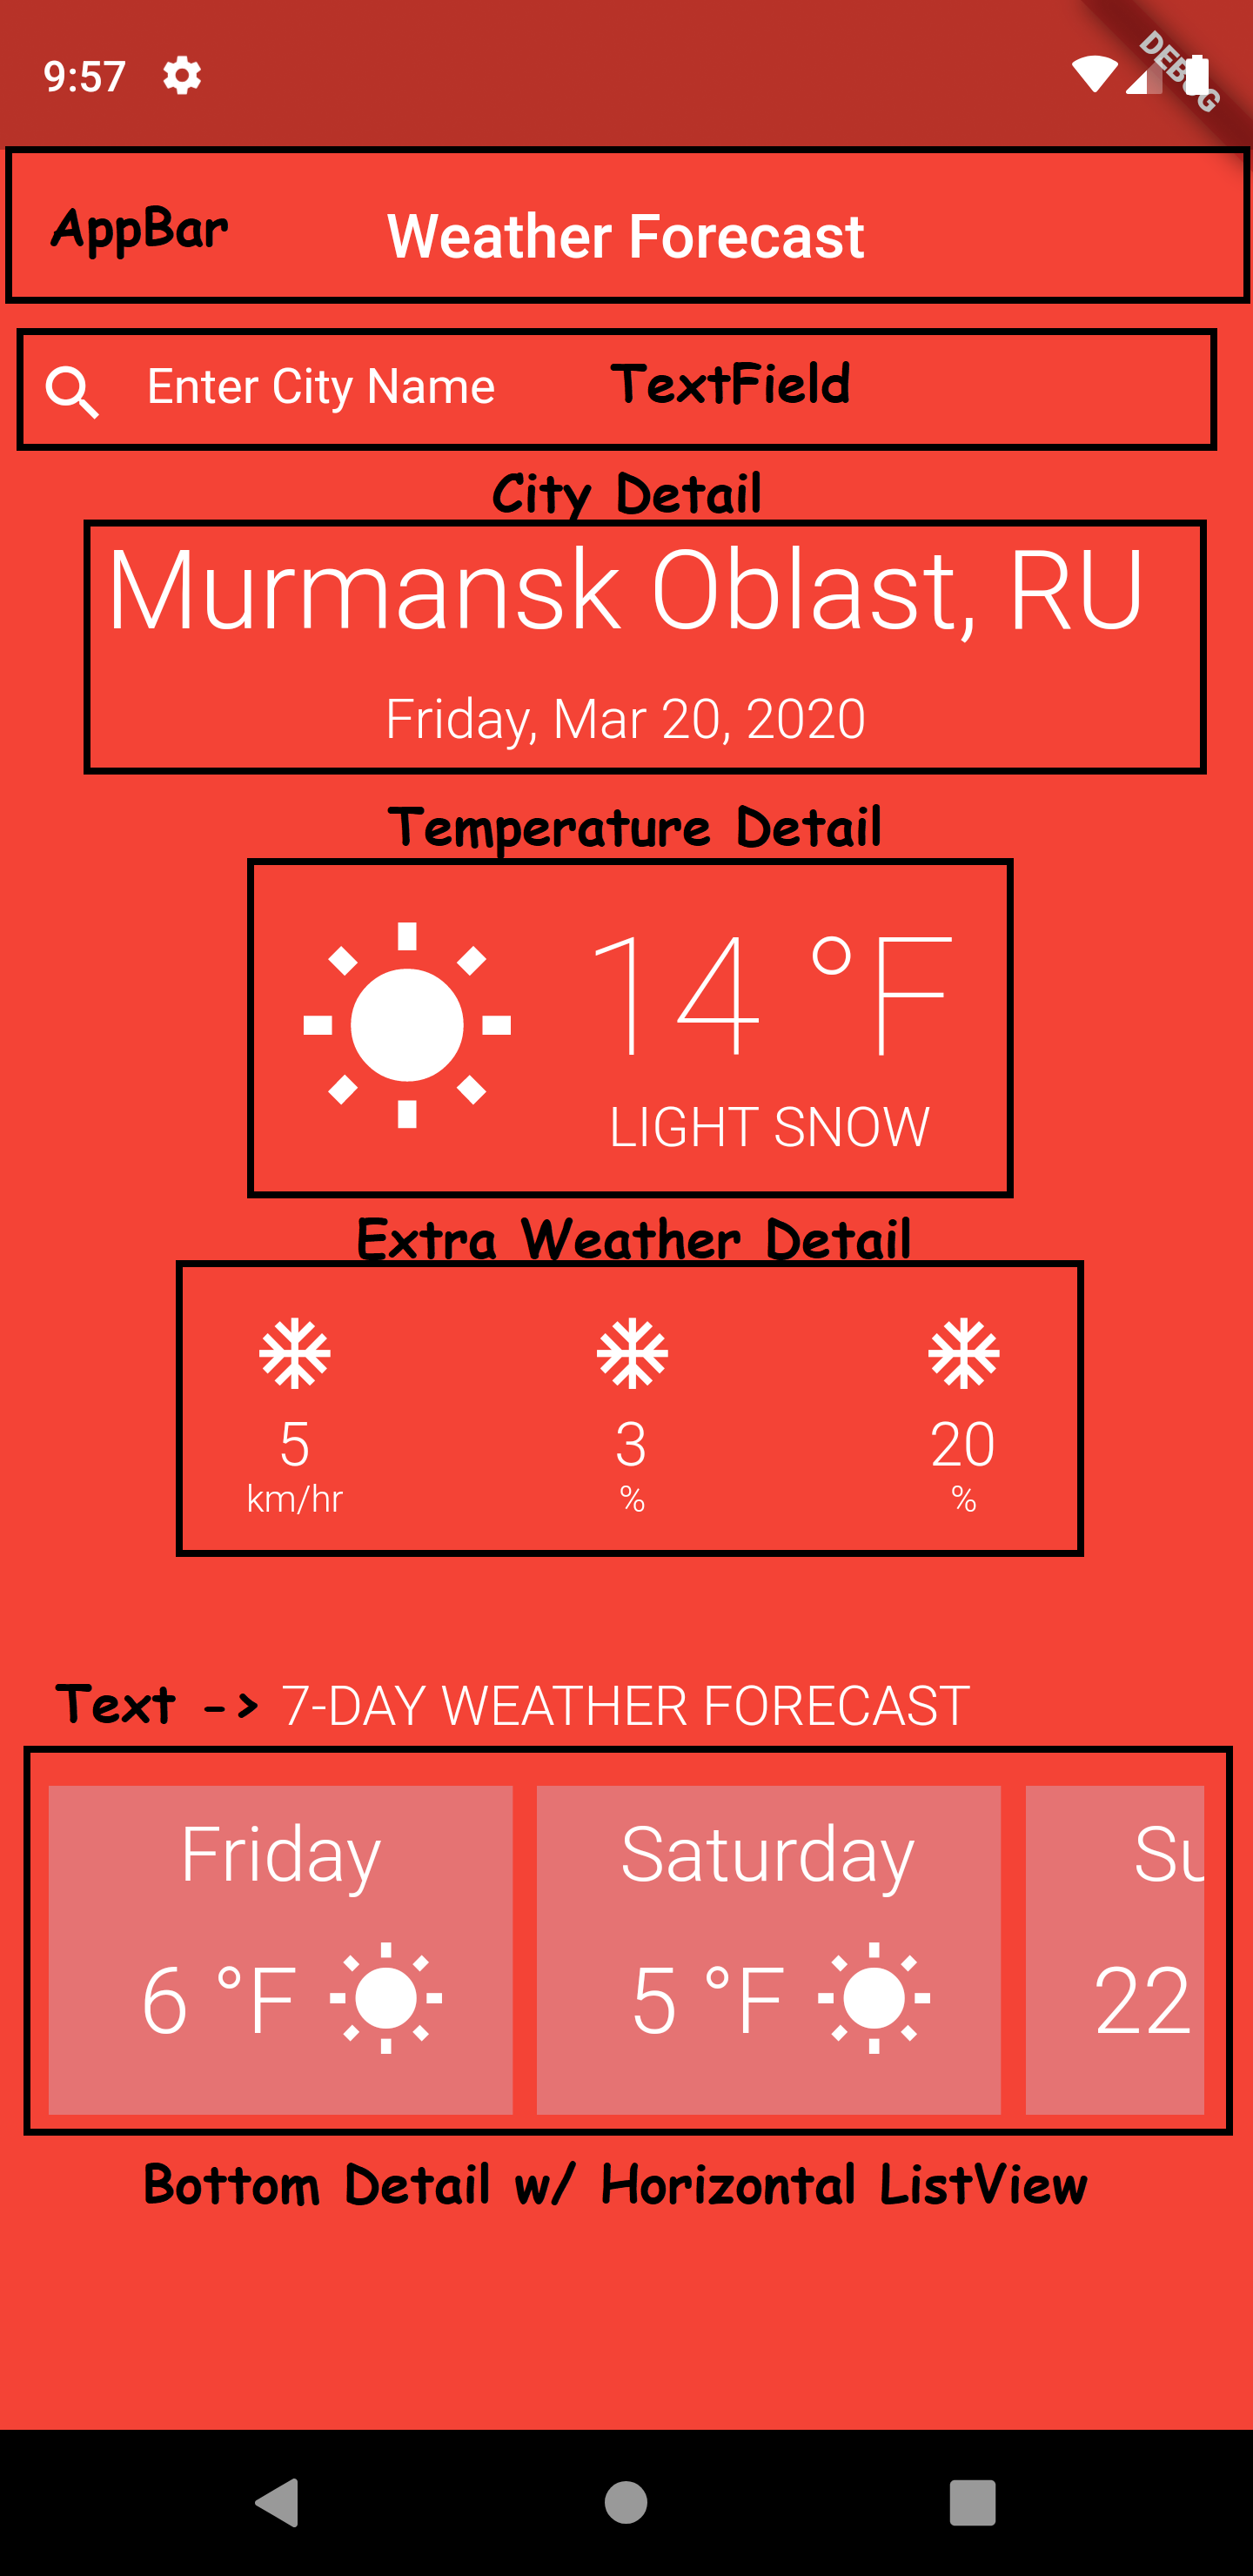 9:57
DEBUG
AppBar Weather Forecast
Enter City Name TextField
City Detail
Murmansk Oblast, RU
Friday, Mar 20, 2020
Temperature Detail
14 °F
LIGHT SNOW
Extra Weather Detail
5 3 20
km/hr % %
Text -> 7-DAY WEATHER FORECAST
Friday Saturday Su
6 °F 5 °F 22
Bottom Detail w/ Horizontal ListView